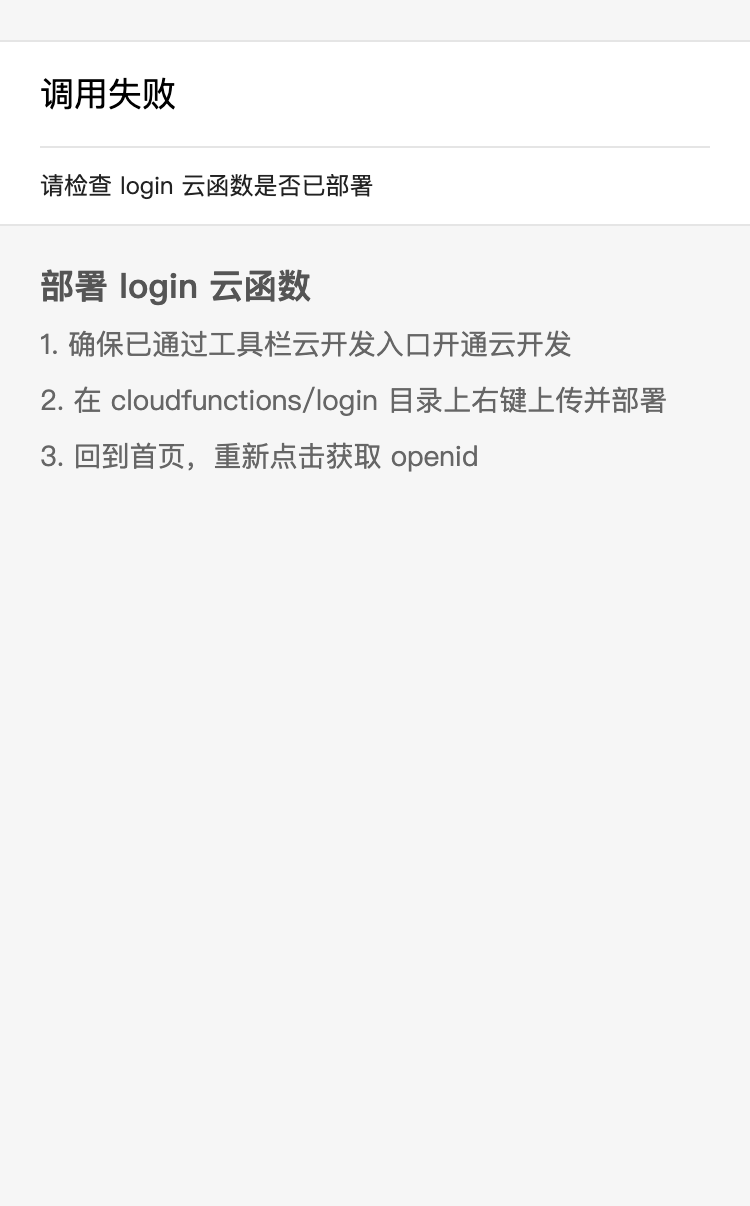 调用失败
请检查 login 云函数是否已部署
部署 login 云函数
1. 确保已通过工具栏云开发入口开通云开发
2. 在 cloudfunctions/login 目录上右键上传并部署
3. 回到首页，重新点击获取 openid